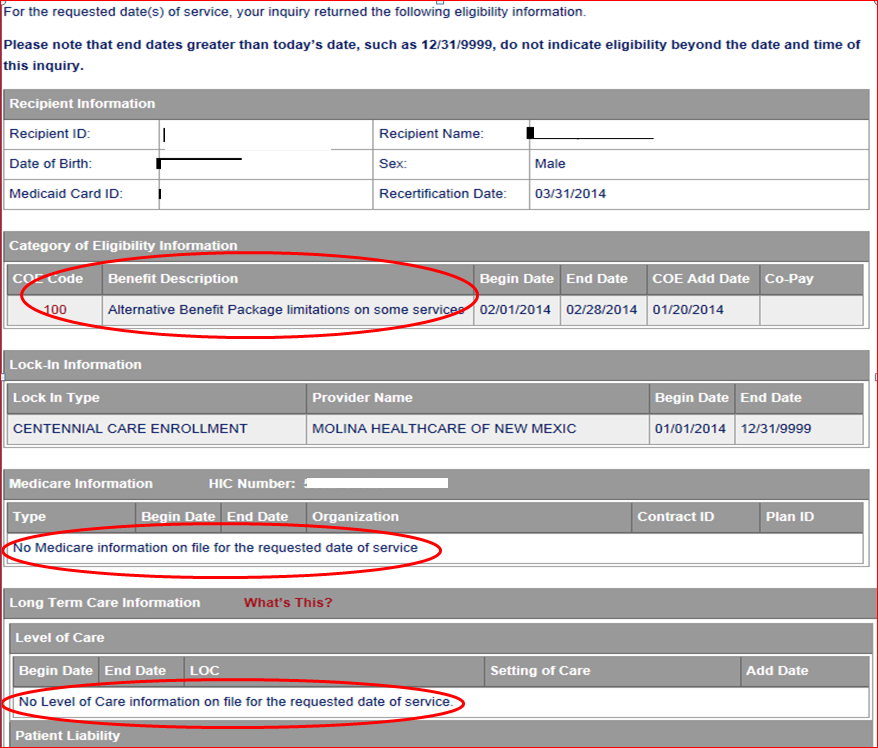 For the requested date(s) of service, your inquiry returned the following eligibility information.
Please note that end dates greater than today's date, such as 12/31/9999, do not indicate eligibility beyond the date and time of
this inquiry.
Recipient Information
Recipient ID: Recipient Name:
Date of Birth: Sex: Male
Medicaid Card ID: Recertification Date: 03/31/2014
Category of Eligibility Information
COE Code Benefit Description Begin Date End Date COE Add Date Co-Pay
100 Alternative Benefit Package limitations on some services 02/01/2014 02/28/2014 01/20/2014
Lock-In Information
Lock In Type Provider Name Begin Date End Date
CENTENNIAL CARE ENROLLMENT MOLINA HEALTHCARE OF NEW MEXIC 01/01/2014 12/31/9999
Medicare Information HIC Number:
Type Begin Date End Date Organization Contract ID Plan ID
No Medicare information on file for the requested date of service
Long Term Care Information What's This?
Level of Care
Begin Date End Date LOC Setting of Care Add Date
No Level of Care information on file for the requested date of service.
Patient Liability